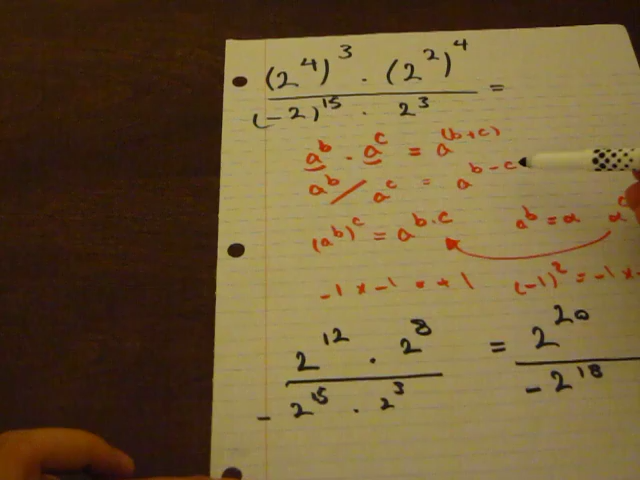 (2^4)^3 · (2^2)^4
(-2)^15 · 2^3 =
a^b · a^c = a^(b+c)
a^b / a^c = a^b-c
(a^b)^c = a^b·c a^b = a a^c
-1 x -1 = +1 (-1)^2 = -1 x
2^12 · 2^8 = 2^20
- 2^15 · 2^3 - 2^18